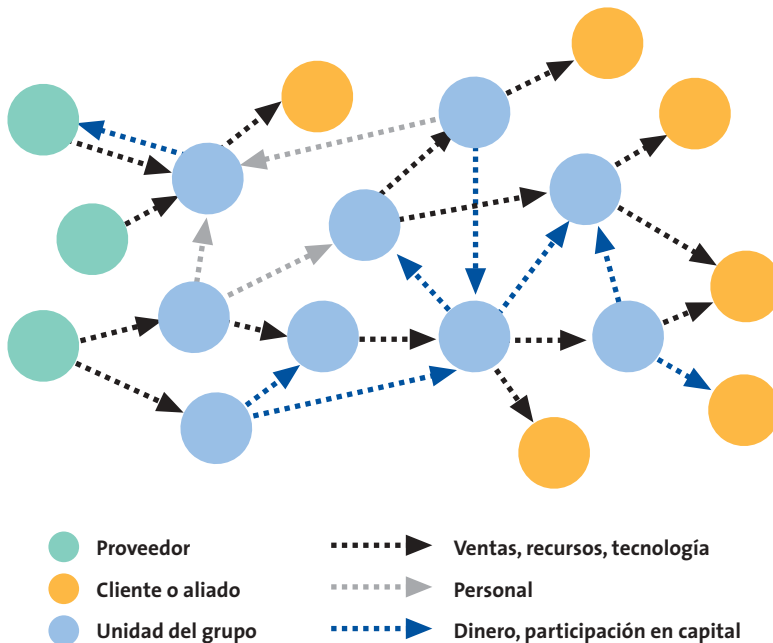 Proveedor
Ventas, recursos, tecnología
Cliente o aliado
Personal
Unidad del grupo
Dinero, participación en capital